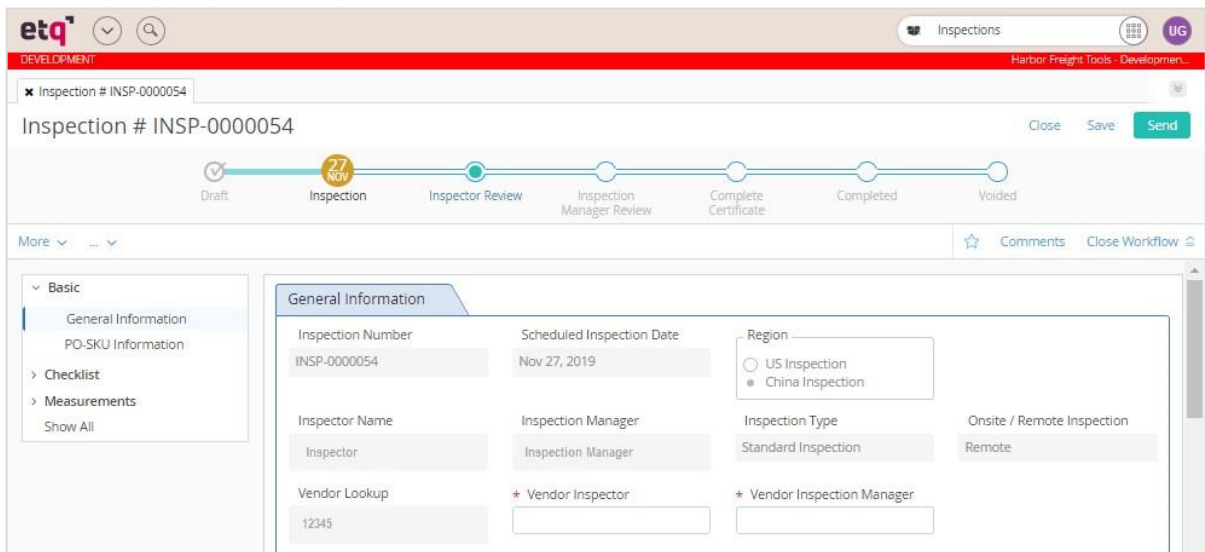 etq
Inspections
UG
DEVELOPMENT
Harbor Freight Tools - Developmen...
× Inspection # INSP-0000054
Inspection # INSP-0000054
Close Save Send
27
NOV
Draft Inspection Inspector Review Inspection Complete Completed Voided
Manager Review Certificate
More ... Comments Close Workflow
Basic
General Information
PO-SKU Information
Checklist
Measurements
Show All
General Information
Inspection Number Scheduled Inspection Date Region
INSP-0000054 Nov 27, 2019 US Inspection
China Inspection
Inspector Name Inspection Manager Inspection Type Onsite / Remote Inspection
Inspector Inspection Manager Standard Inspection Remote
Vendor Lookup * Vendor Inspector * Vendor Inspection Manager
12345